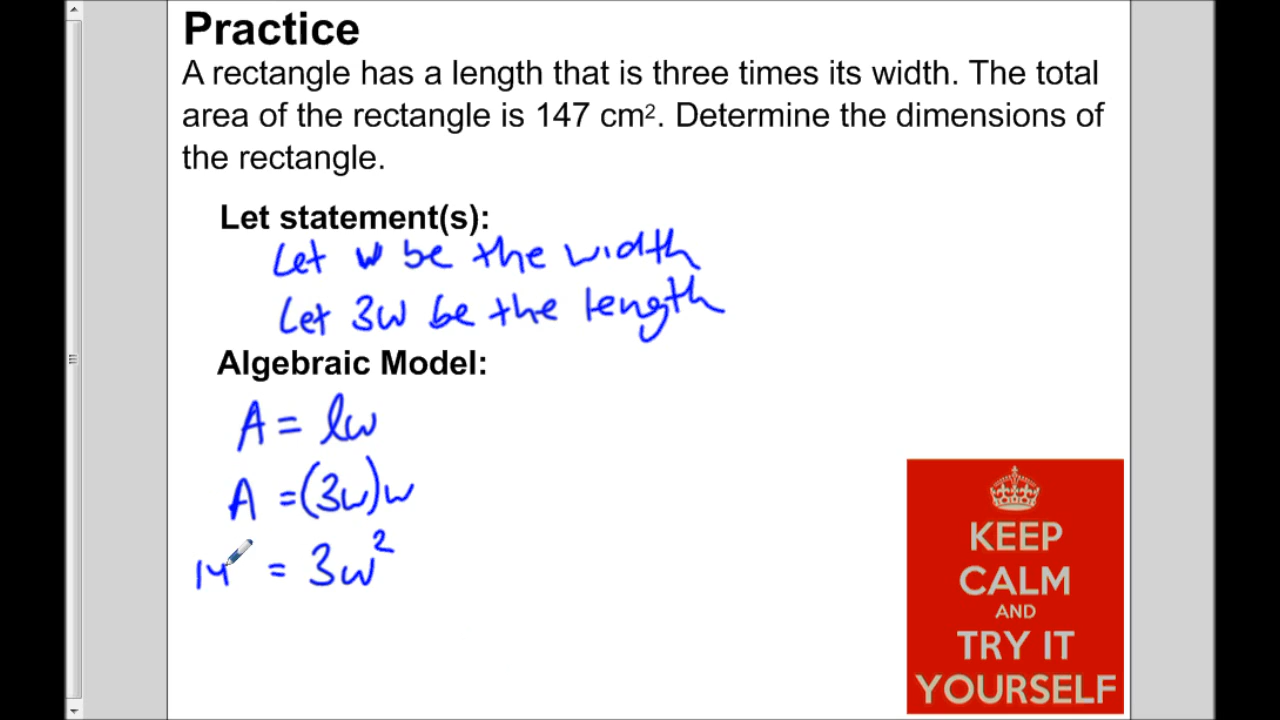 Practice
A rectangle has a length that is three times its width. The total
area of the rectangle is 147 cm². Determine the dimensions of
the rectangle.
Let statement(s):
Let w be the width
Let 3w be the length
Algebraic Model:
A = lw
A = (3w)w
14 = 3w²
KEEP
CALM
AND
TRY IT
YOURSELF